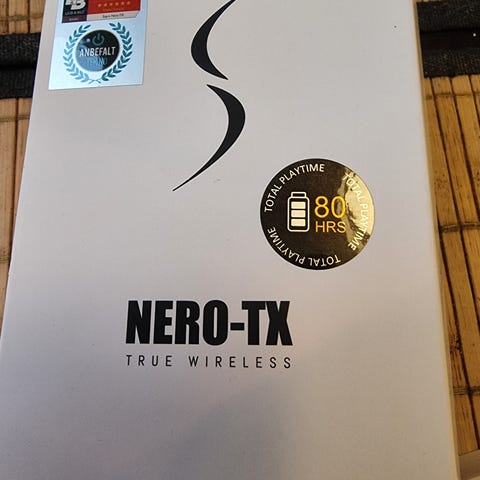 ANBEFALT
TOTAL PLAYTIME
TOTAL PLAYTIME
TOTAL PLAYTIME
80
HRS
NERO-TX
TRUE WIRELESS